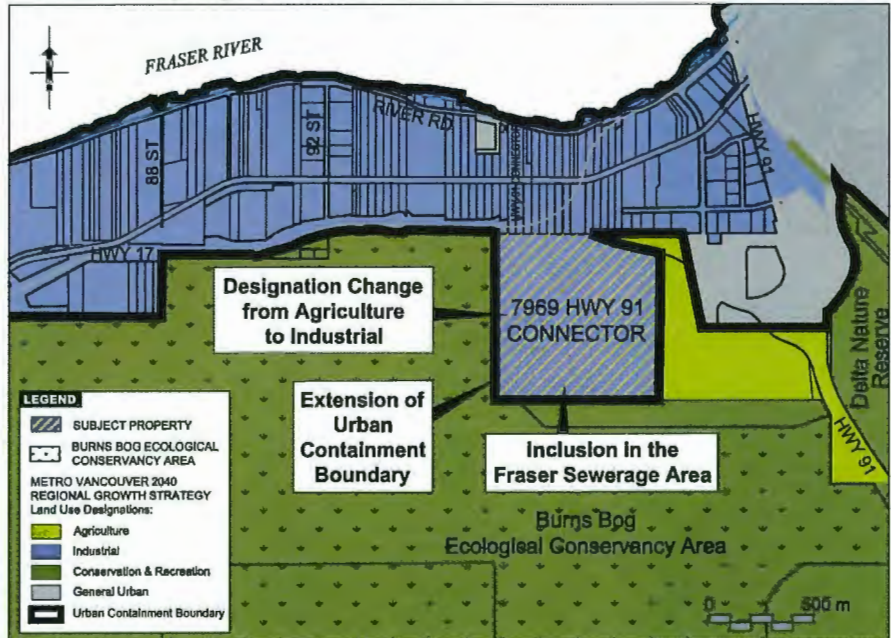 FRASER RIVER
RIVER RD
88 ST
92 ST
HWY 91 CONNECTOR
HWY 91
HWY 17
Designation Change
from Agriculture
to Industrial
7969 HWY 91
CONNECTOR
Delta Nature
Reserve
Extension of
Urban
Containment
Boundary
Inclusion in the
Fraser Sewerage Area
HWY 91
Burns Bog
Ecological Conservancy Area
LEGEND
SUBJECT PROPERTY
BURNS BOG ECOLOGICAL
CONSERVANCY AREA
METRO VANCOUVER 2040
REGIONAL GROWTH STRATEGY
Land Use Designations:
Agriculture
Industrial
Conservation & Recreation
General Urban
Urban Containment Boundary
0 500 m